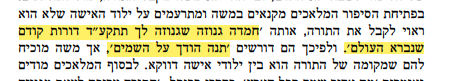 בפתיחת הסיפור המלאכים מקנאים במשה ומתרעמים על ילוד האישה שלא הוא
ראוי לקבל את התורה, אותה 'חמדה גנוזה שגנוזה לך תתקע״ד דורות קודם
שנברא העולם'. ולפיכך הם דורשים 'תנה הודך על השמים', אך משה מוכיח
להם שמקומה של התורה הוא בין ילודי אישה דווקא. לבסוף המלאכים מודים